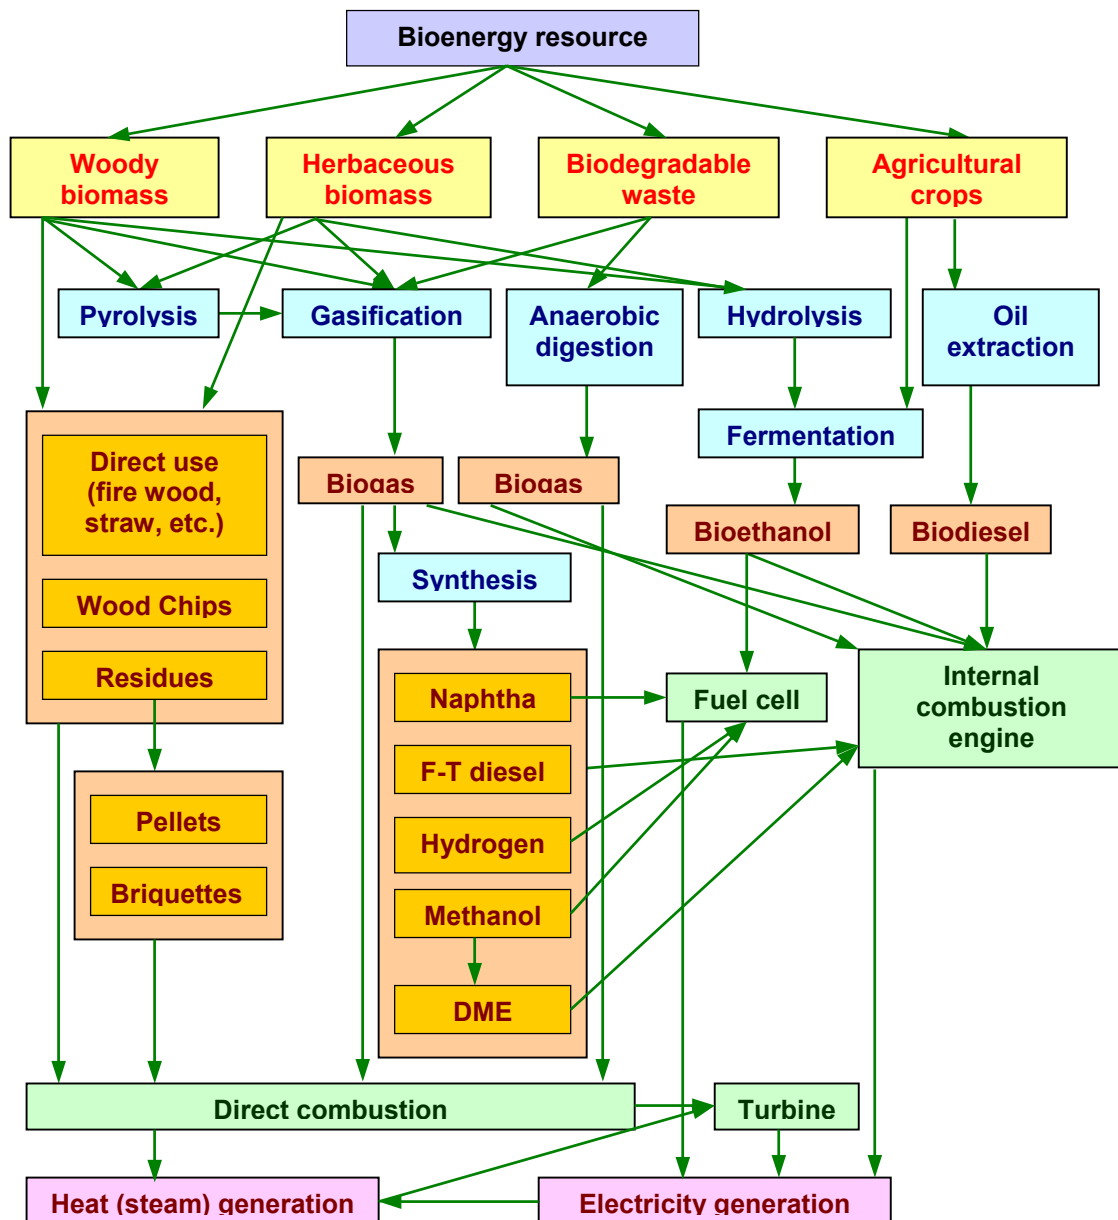 Bioenergy resource
Woody
biomass
Herbaceous
biomass
Biodegradable
waste
Agricultural
crops
Pyrolysis
Gasification
Anaerobic
digestion
Hydrolysis
Oil
extraction
Fermentation
Direct use
(fire wood,
straw, etc.)
Biogas
Biogas
Bioethanol
Biodiesel
Synthesis
Wood Chips
Residues
Naphtha
Fuel cell
Internal
combustion
engine
F-T diesel
Pellets
Hydrogen
Briquettes
Methanol
DME
Direct combustion
Turbine
Heat (steam) generation
Electricity generation